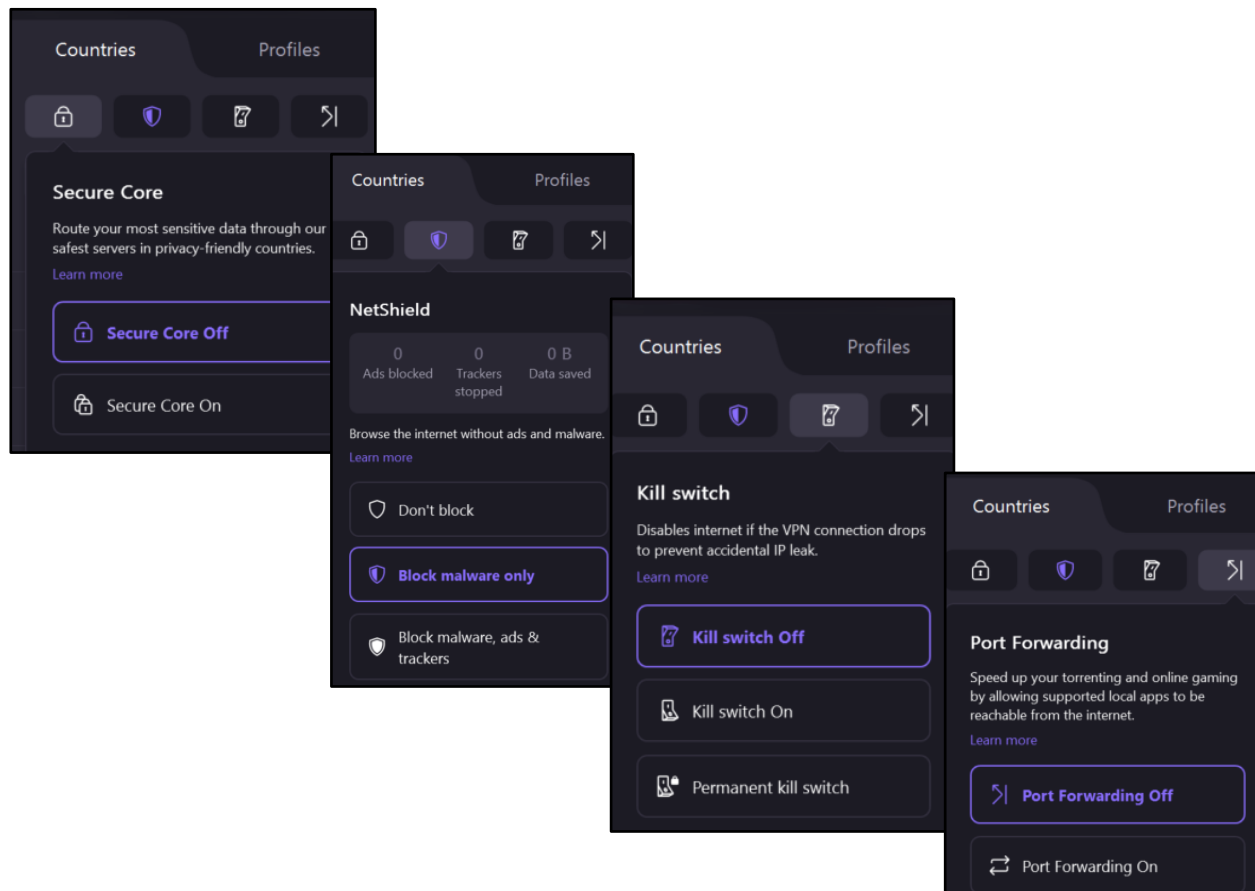 Countries
Profiles
Secure Core
Route your most sensitive data through our
safest servers in privacy-friendly countries.
Learn more
Secure Core Off
Secure Core On
Countries
Profiles
NetShield
0
0
0 B
Ads blocked
Trackers
stopped
Data saved
Browse the internet without ads and malware.
Learn more
Don't block
Block malware only
Block malware, ads &
trackers
Countries
Profiles
Kill switch
Disables internet if the VPN connection drops
to prevent accidental IP leak.
Learn more
Kill switch Off
Kill switch On
Permanent kill switch
Countries
Profiles
Port Forwarding
Speed up your torrenting and online gaming
by allowing supported local apps to be
reachable from the internet.
Learn more
Port Forwarding Off
Port Forwarding On